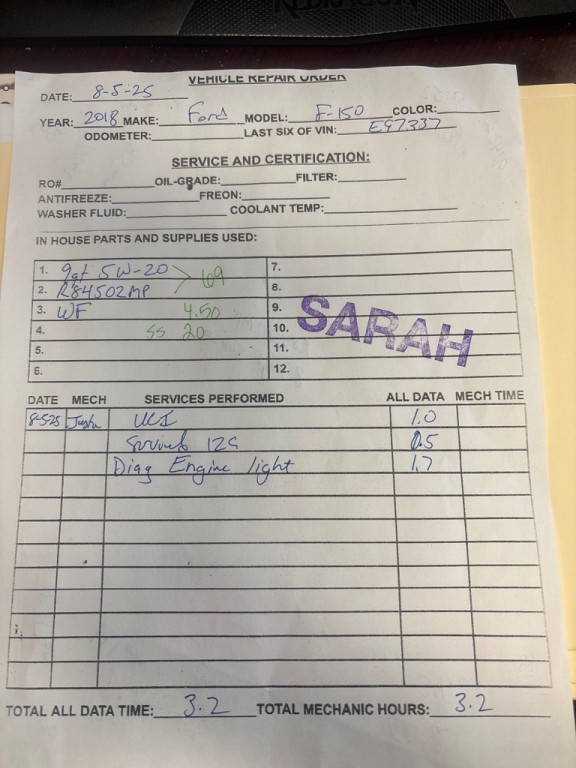 REDRAGON
VEHICLE REPAIR ORDER
DATE: 8-5-25
YEAR: 2018 MAKE: Ford MODEL: F-150 COLOR:
ODOMETER: LAST SIX OF VIN: E97337
SERVICE AND CERTIFICATION:
RO# OIL-GRADE: FILTER:
ANTIFREEZE: FREON:
WASHER FLUID: COOLANT TEMP:
IN HOUSE PARTS AND SUPPLIES USED:
1. 9qt 5W-20 > 69 7.
2. R84502MP 8.
3. WF 4.50 9.
4. SS 20 10.
5. 11.
6. 12.
SARAH
DATE MECH SERVICES PERFORMED ALL DATA MECH TIME
8-5-25 1.0
0.5
Diag Engine light 1.7
TOTAL ALL DATA TIME: 3.2 TOTAL MECHANIC HOURS: 3.2